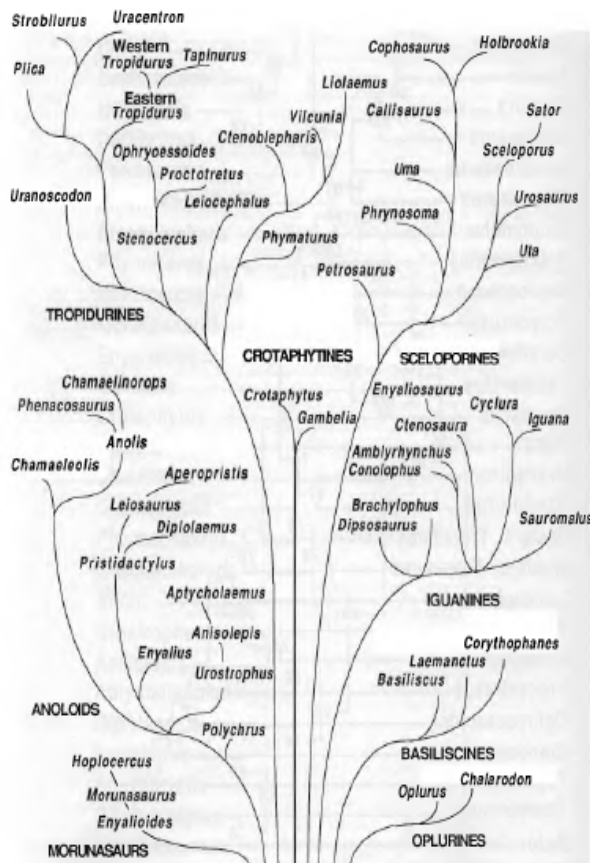 Strobilurus
Uracentron
Western
Tropidurus
Tapinurus
Plica
Eastern
Tropidurus
Ophryoessoides
Proctotretus
Leiocephalus
Uranoscodon
Stenocercus
TROPIDURINES
Liolaemus
Vilcunia
Ctenoblepharis
Phymaturus
Cophosaurus
Holbrookia
Callisaurus
Sator
Sceloporus
Uma
Urosaurus
Phrynosoma
Uta
Petrosaurus
CROTAPHYTINES
SCELOPORINES
Chamaelinorops
Phenacosaurus
Anolis
Chamaeleolis
Aperopristis
Leiosaurus
Diplolaemus
Pristidactylus
Aptycholaemus
Anisolepis
Enyalius
Urostrophus
ANOLOIDS
Polychrus
Crotaphytus
Gambelia
Enyaliosaurus
Cyclura
Ctenosaura
Iguana
Amblyrhynchus
Conolophus
Brachylophus
Dipsosaurus
Sauromalus
IGUANINES
Corythophanes
Laemanctus
Basiliscus
BASILISCINES
Hoplocercus
Morunasaurus
Enyalioides
MORUNASAURS
Chalarodon
Oplurus
OPLURINES